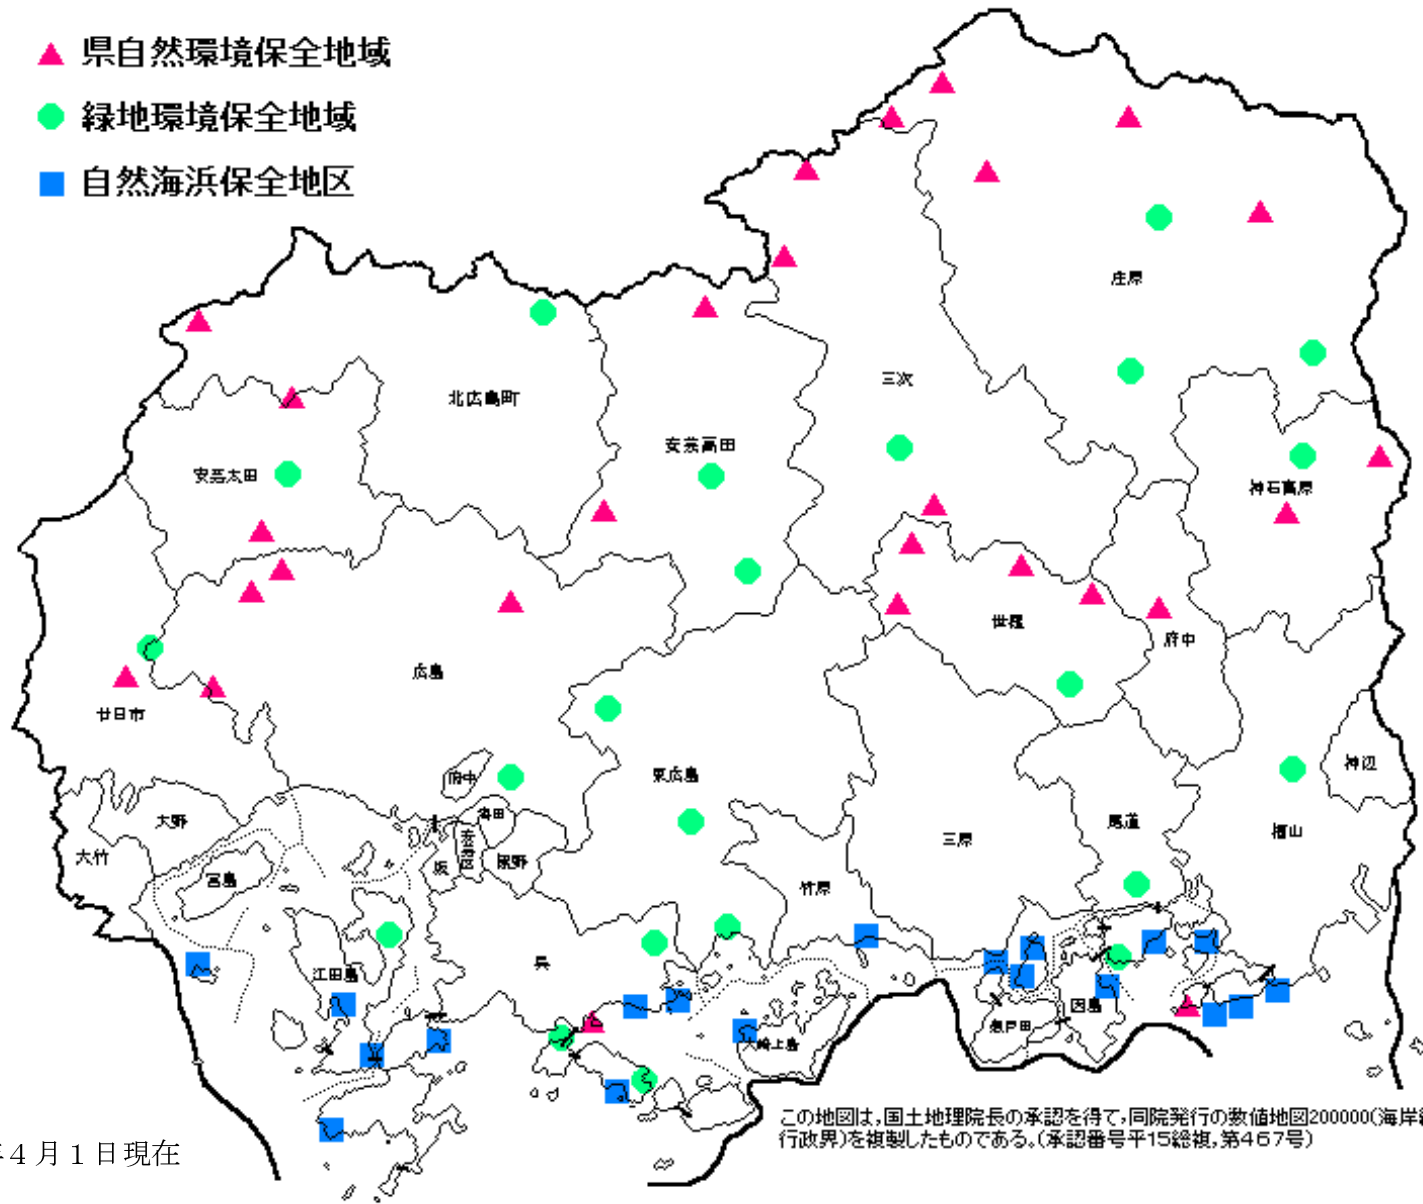 県自然環境保全地域
緑地環境保全地域
自然海浜保全地区
庄原
三次
北広島町
安芸高田
安芸太田
神石高原
世羅
府中
広島
廿日市
神辺
府中
東広島
海田
安芸区
大野
尾道
福山
三原
大竹
熊野
坂
宮島
竹原
呉
江田島
因島
瀬戸田
大崎上島
この地図は,国土地理院長の承認を得て,同院発行の数値地図200000(海岸
行政界)を複製したものである。(承認番号平15総複,第467号)
4月1日現在